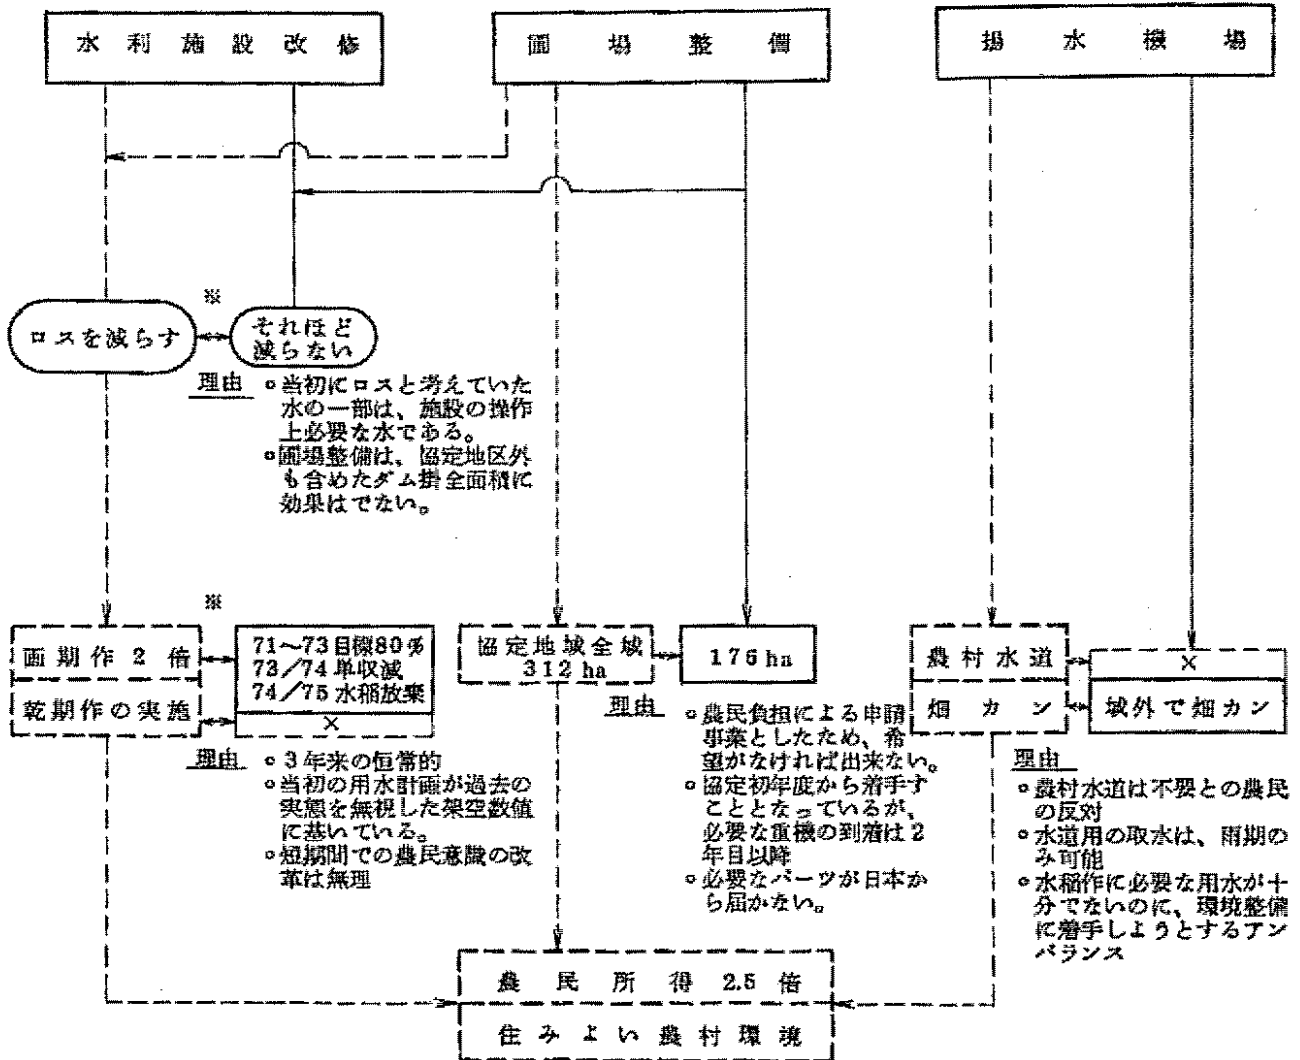 水利施設改修
圃場整備
揚水機場
※
ロスを減らす
それほど
減らない
理由
○当初にロスと考えていた
水の一部は、施設の操作
上必要な水である。
○圃場整備は、協定地区外
も含めたダム掛全面積に
効果はでない。
※
画期作2倍
乾期作の実施
71～73目標80%
73/74単収減
74/75水稲放棄
×
理由
○3年来の恒常的
○当初の用水計画が過去の
実態を無視した架空数値
に基いている。
○短期間での農民意識の改
革は無理
協定地域全域
312ha
176ha
理由
○農民負担による申請
事業としたため、希
望がなければ出来ない。
○協定初年度から着手す
こととなっているが、
必要な重機の到着は2
年目以降
○必要なパーツが日本か
ら届かない。
農村水道
畑カン
×
域外で畑カン
理由
○農村水道は不要との農民
の反対
○水道用の取水は、雨期の
み可能
○水稲作に必要な用水が十
分でないのに、環境整備
に着手しようとするアン
バランス
農民所得2.5倍
住みよい農村環境